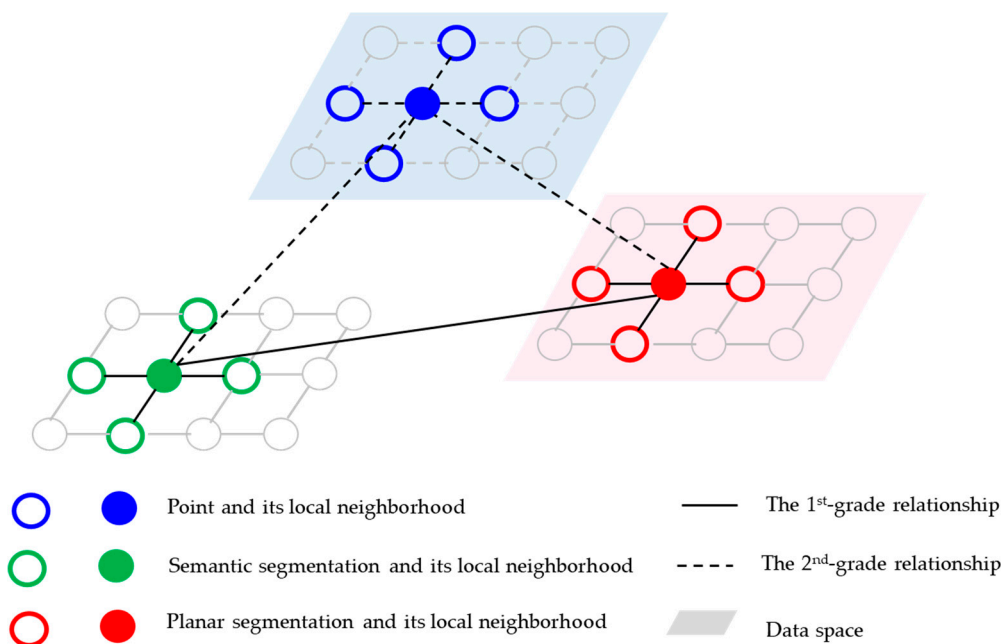 Point and its local neighborhood
The 1st-grade relationship
Semantic segmentation and its local neighborhood
The 2nd-grade relationship
Planar segmentation and its local neighborhood
Data space